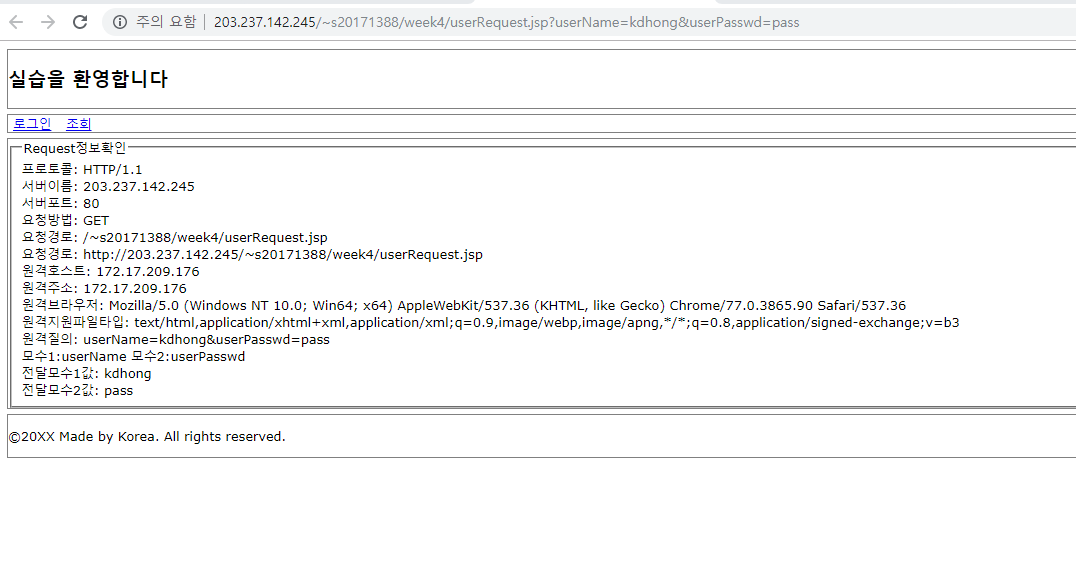 주의 요함 | 203.237.142.245/~s20171388/week4/userRequest.jsp?userName=kdhong&userPasswd=pass
실습을 환영합니다
로그인 조회
Request정보확인
프로토콜: HTTP/1.1
서버이름: 203.237.142.245
서버포트: 80
요청방법: GET
요청경로: /~s20171388/week4/userRequest.jsp
요청경로: http://203.237.142.245/~s20171388/week4/userRequest.jsp
원격호스트: 172.17.209.176
원격주소: 172.17.209.176
원격브라우저: Mozilla/5.0 (Windows NT 10.0; Win64; x64) AppleWebKit/537.36 (KHTML, like Gecko) Chrome/77.0.3865.90 Safari/537.36
원격지원파일타입: text/html,application/xhtml+xml,application/xml;q=0.9,image/webp,image/apng,*/*;q=0.8,application/signed-exchange;v=b3
원격질의: userName=kdhong&userPasswd=pass
모수1:userName 모수2:userPasswd
전달모수1값: kdhong
전달모수2값: pass
©20XX Made by Korea. All rights reserved.